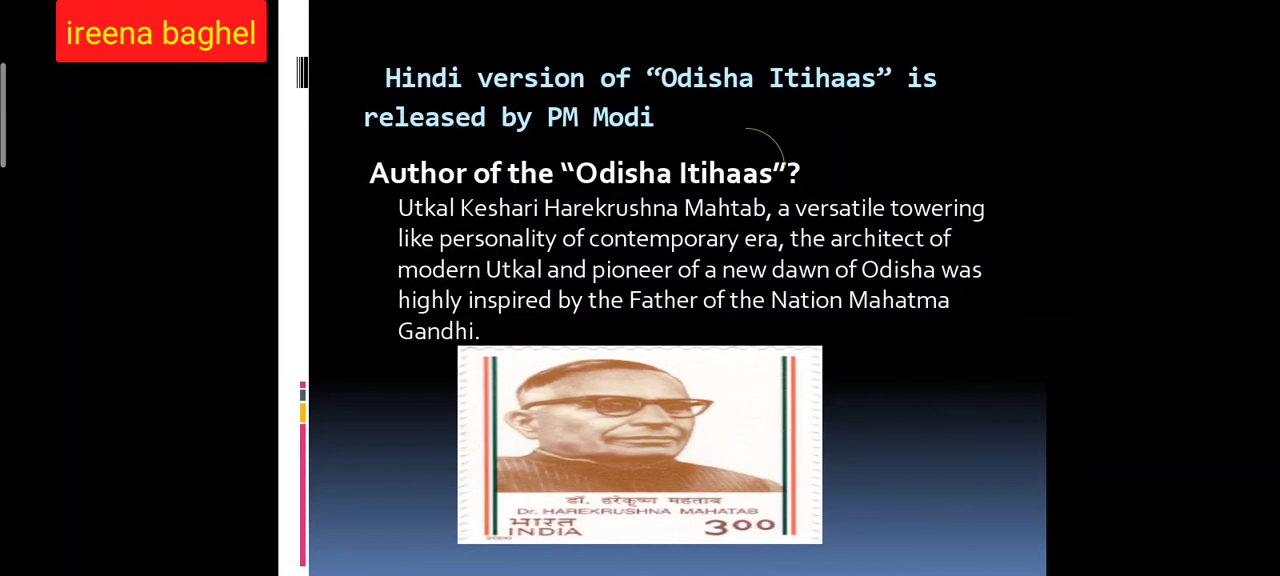 ireena baghel
Hindi version of “Odisha Itihaas” is
released by PM Modi
Author of the “Odisha Itihaas”?
Utkal Keshari Harekrushna Mahtab, a versatile towering
like personality of contemporary era, the architect of
modern Utkal and pioneer of a new dawn of Odisha was
highly inspired by the Father of the Nation Mahatma
Gandhi.
डॉ. हरेकृष्ण महताब
Dr. HAREKRUSHNA MAHATAB
भारत
INDIA 300
2000